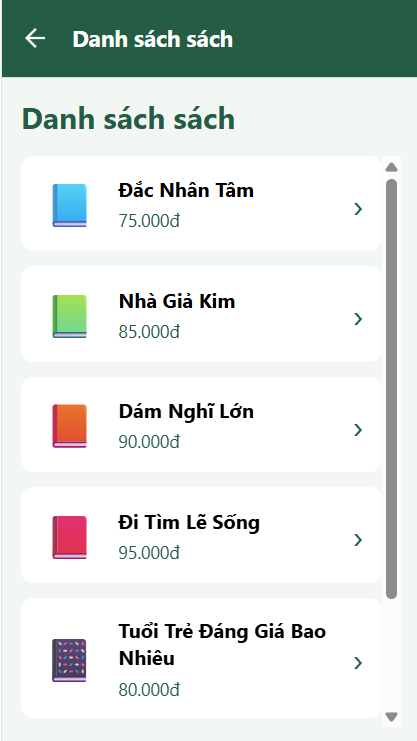 Danh sách sách
Danh sách sách
Đắc Nhân Tâm
75.000đ
Nhà Giả Kim
85.000đ
Dám Nghĩ Lớn
90.000đ
Đi Tìm Lẽ Sống
95.000đ
Tuổi Trẻ Đáng Giá Bao
Nhiêu
80.000đ